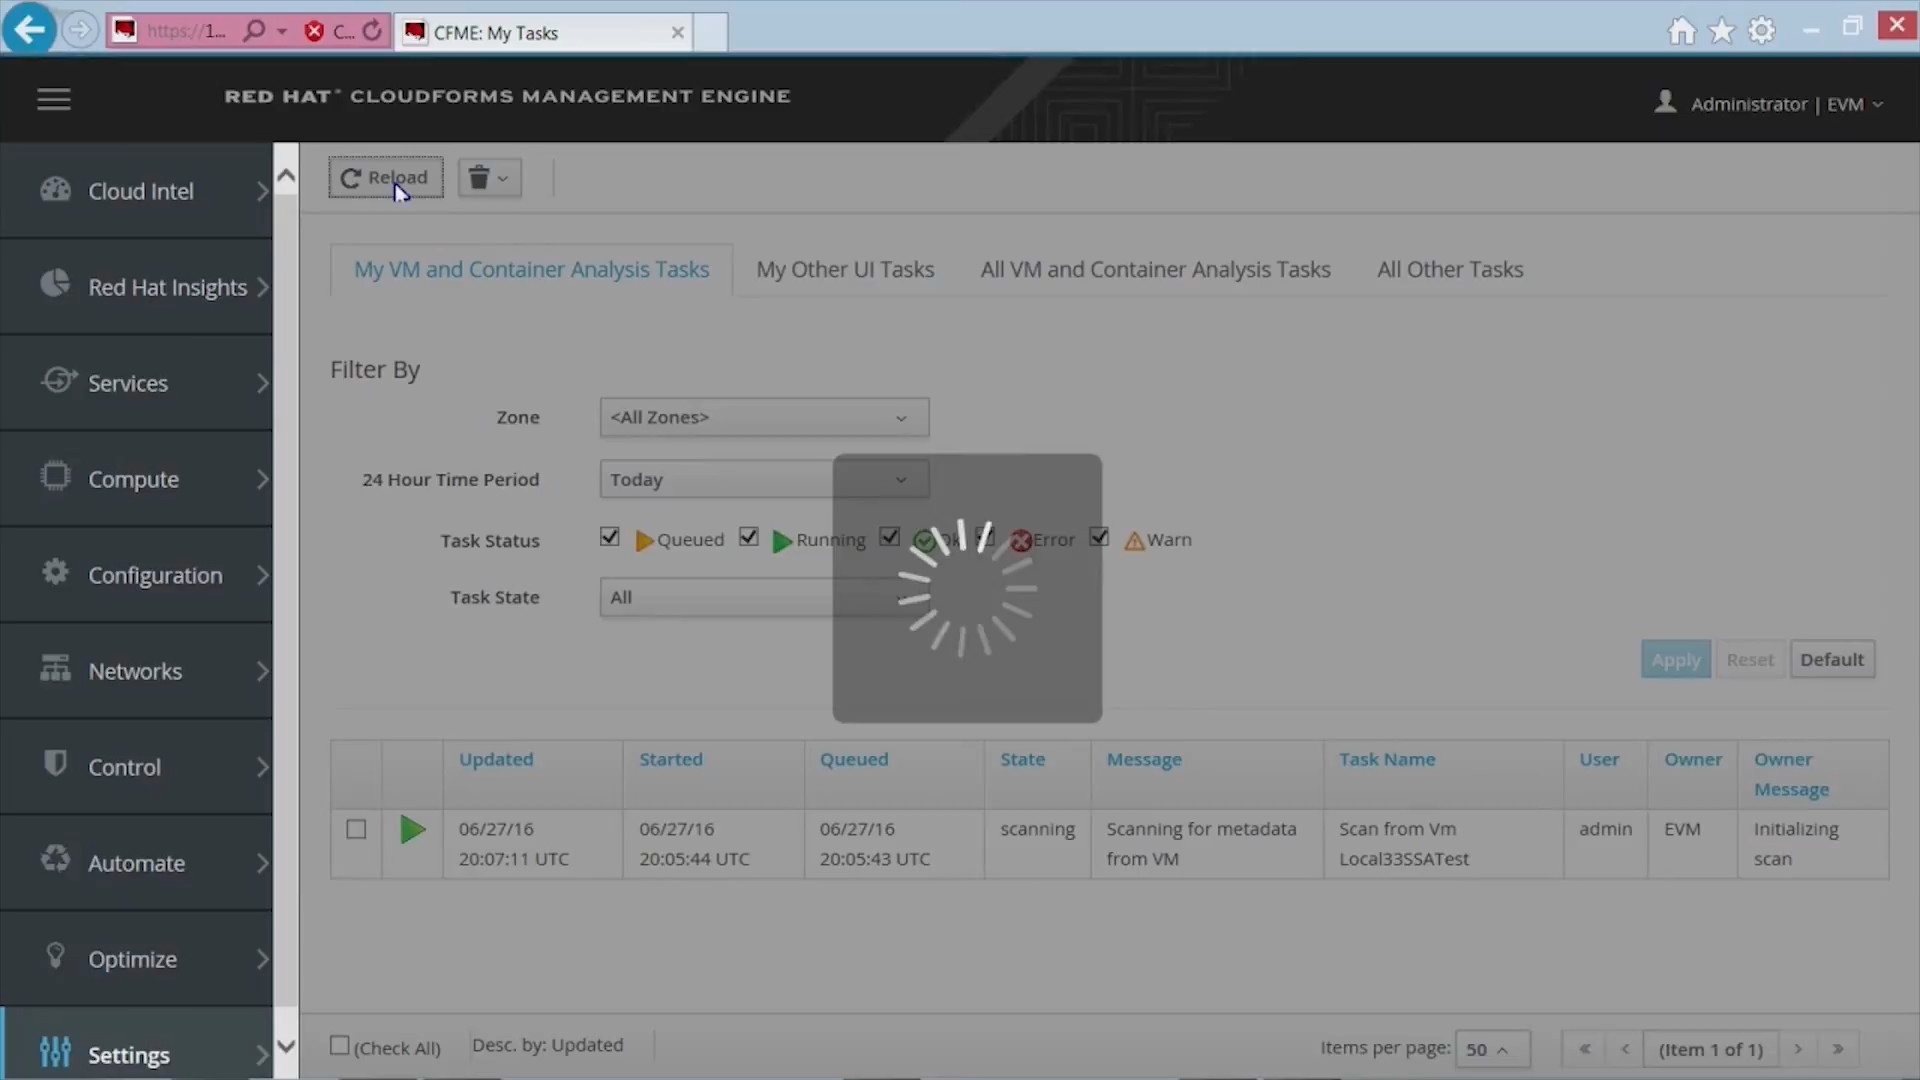 https://1... C...
CFME: My Tasks
RED HAT® CLOUDFORMS MANAGEMENT ENGINE
Administrator | EVM
Cloud Intel
Red Hat Insights
Services
Compute
Configuration
Networks
Control
Automate
Optimize
Settings
Reload
My VM and Container Analysis Tasks My Other UI Tasks All VM and Container Analysis Tasks All Other Tasks
Filter By
Zone <All Zones>
24 Hour Time Period Today
Task Status Queued Running Ok Error Warn
Task State All
Apply Reset Default
Updated Started Queued State Message Task Name User Owner Owner
Message
06/27/16 06/27/16 06/27/16 scanning Scanning for metadata Scan from Vm admin EVM Initializing
20:07:11 UTC 20:05:44 UTC 20:05:43 UTC from VM Local33SSATest scan
(Check All) Desc. by: Updated Items per page: 50 « < (Item 1 of 1) > »